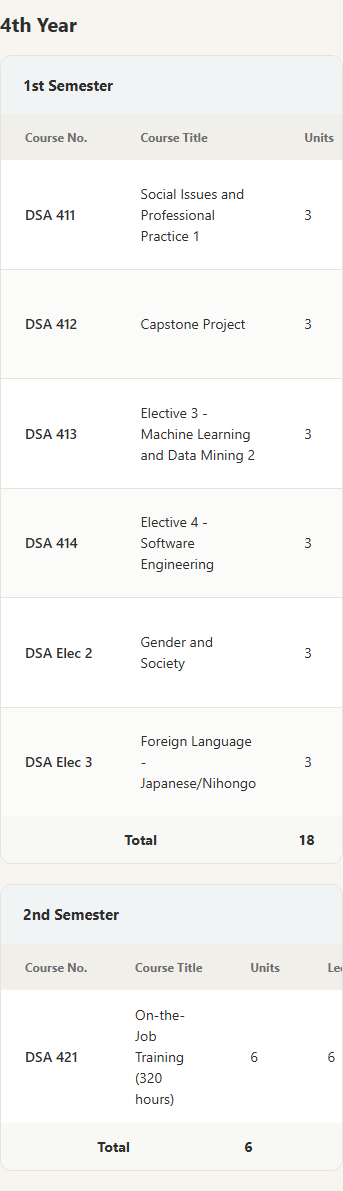 4th Year
1st Semester
Course No. Course Title Units
DSA 411 Social Issues and Professional Practice 1 3
DSA 412 Capstone Project 3
DSA 413 Elective 3 - Machine Learning and Data Mining 2 3
DSA 414 Elective 4 - Software Engineering 3
DSA Elec 2 Gender and Society 3
DSA Elec 3 Foreign Language - Japanese/Nihongo 3
Total 18
2nd Semester
Course No. Course Title Units
DSA 421 On-the-Job Training (320 hours) 6 6
Total 6